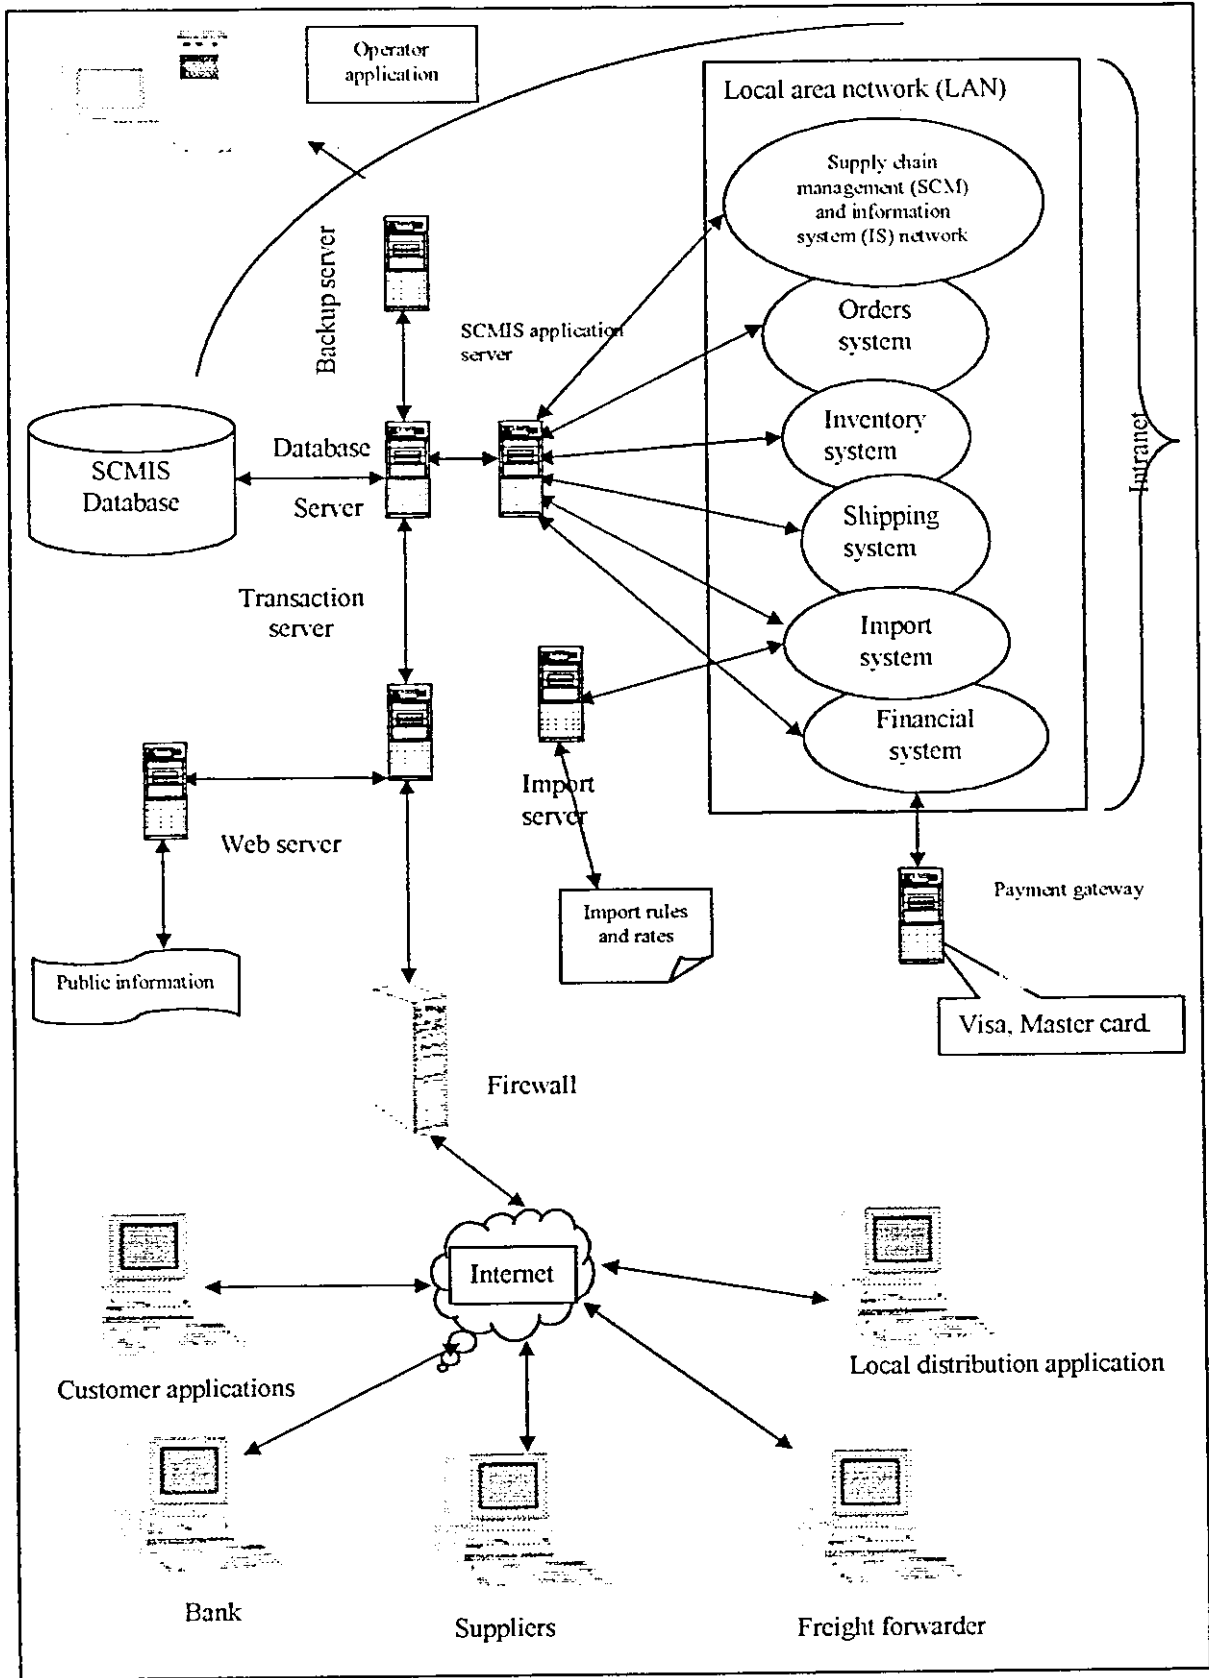 Operator
application
Local area network (LAN)
Supply chain
management (SCM)
and information
system (IS) network
Backup server
SCMIS application
server
Orders
system
Inventory
system
Intranet
SCMIS
Database
Database
Server
Shipping
system
Transaction
server
Import
system
Financial
system
Import
server
Web server
Payment gateway
Import rules
and rates
Public information
Visa, Master card
Firewall
Internet
Local distribution application
Customer applications
Bank
Suppliers
Freight forwarder